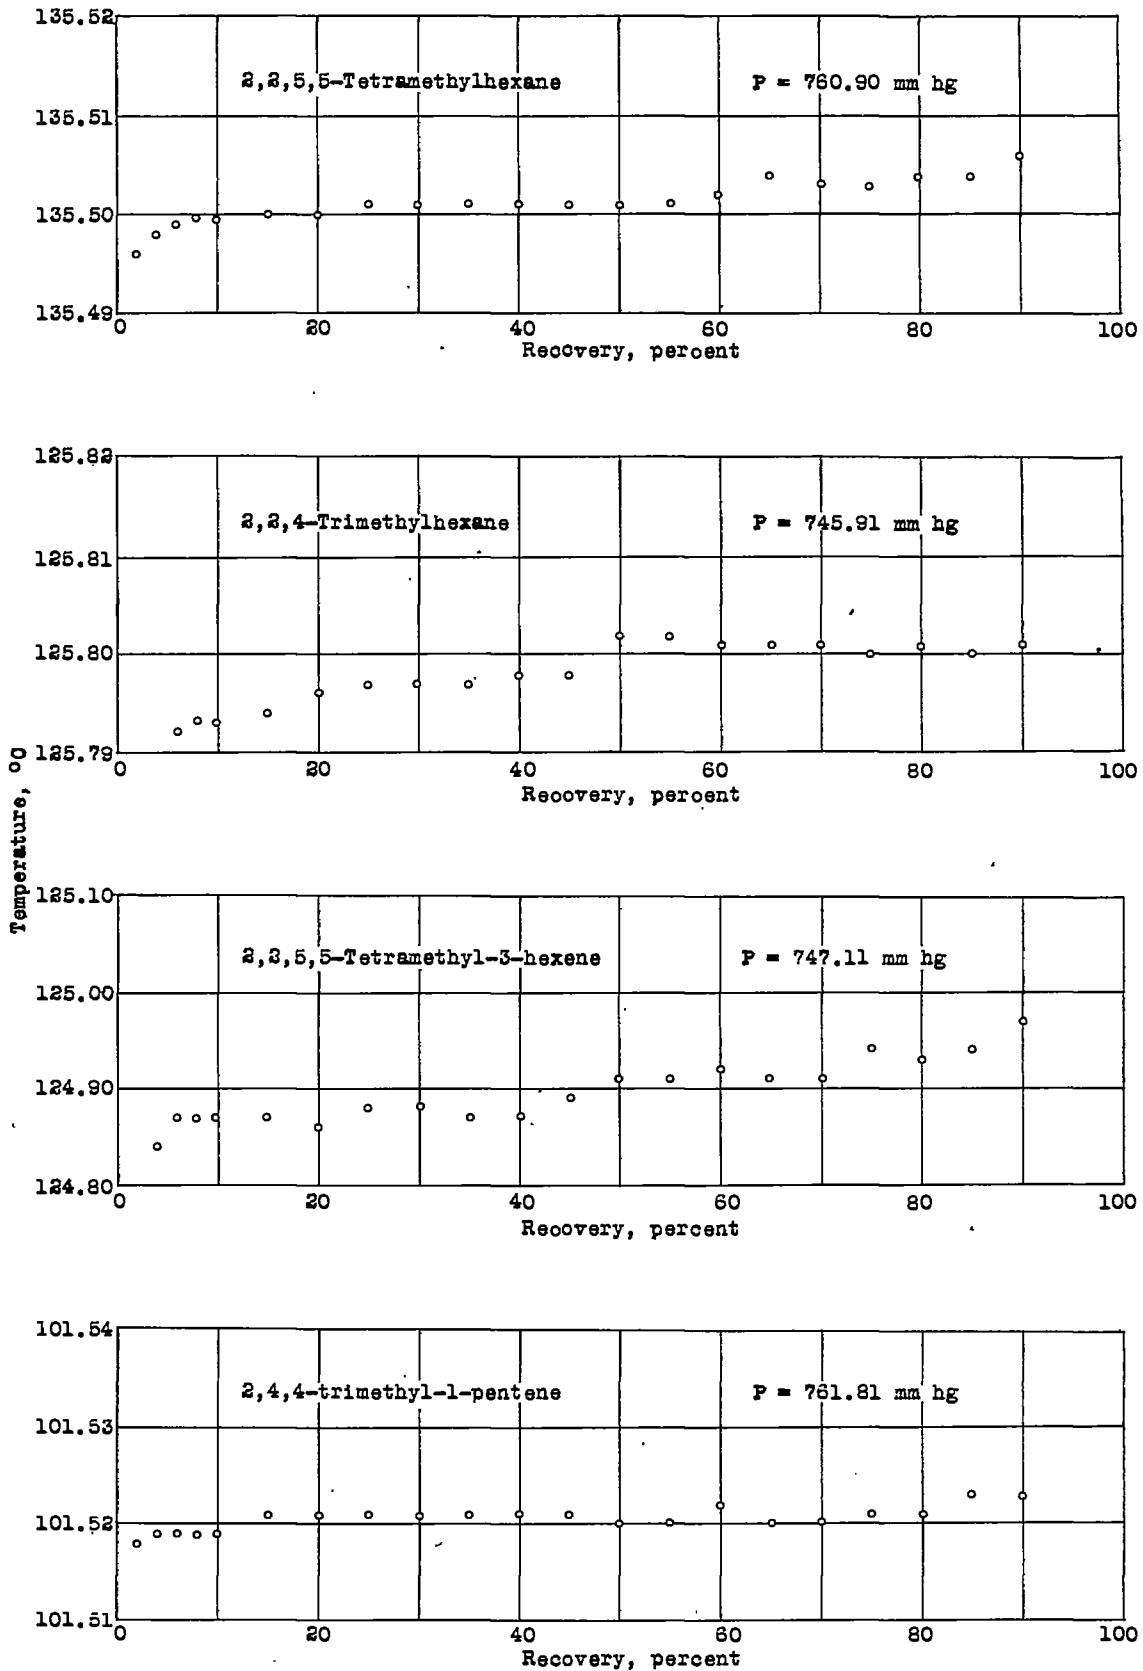 135.52
2,2,5,5-Tetramethylhexane P = 760.90 mm hg
135.51
135.50
135.49
0 20 40 60 80 100
Recovery, percent
125.82
2,2,4-Trimethylhexane P = 745.91 mm hg
125.81
125.80
125.79
0 20 40 60 80 100
Recovery, percent
Temperature, °C
125.10
2,2,5,5-Tetramethyl-3-hexene P = 747.11 mm hg
125.00
124.90
124.80
0 20 40 60 80 100
Recovery, percent
101.54
2,4,4-trimethyl-1-pentene P = 761.81 mm hg
101.53
101.52
101.51
0 20 40 60 80 100
Recovery, percent